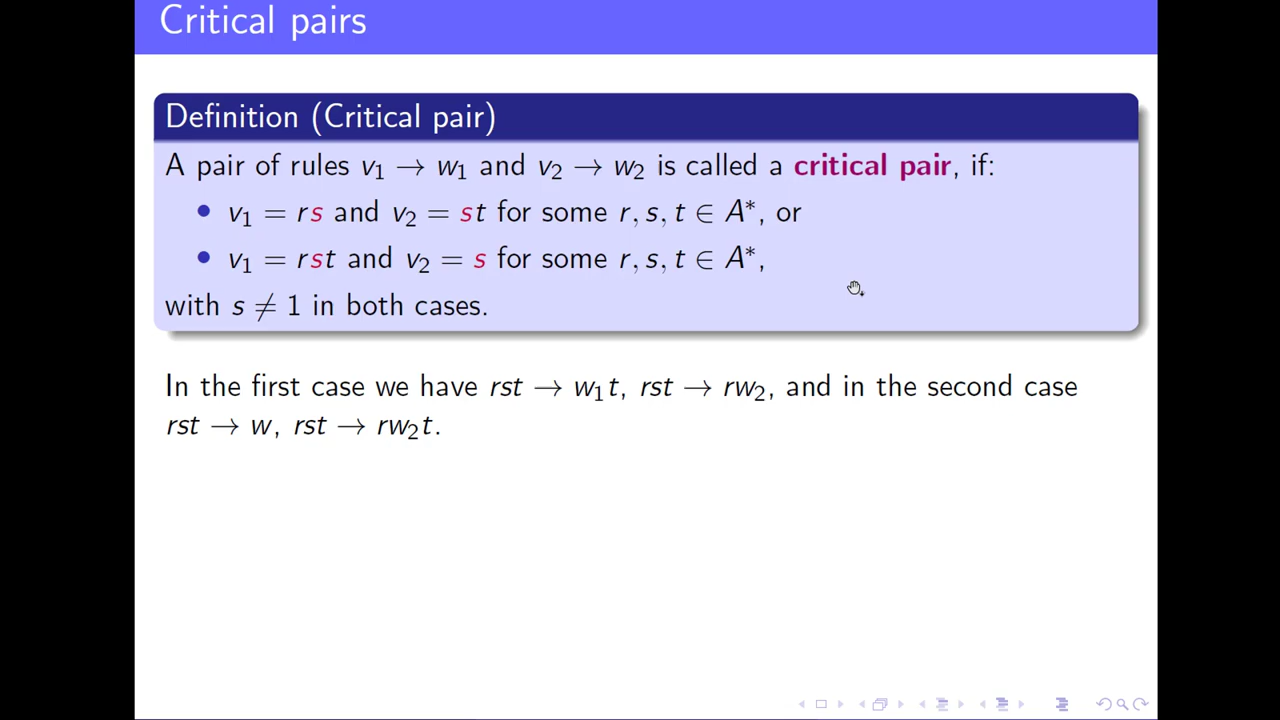 Critical pairs
Definition (Critical pair)
A pair of rules v₁ → w₁ and v₂ → w₂ is called a critical pair, if:
• v₁ = rs and v₂ = st for some r, s, t ∈ A*, or
• v₁ = rst and v₂ = s for some r, s, t ∈ A*,
with s ≠ 1 in both cases.
In the first case we have rst → w₁t, rst → rw₂, and in the second case
rst → w, rst → rw₂t.